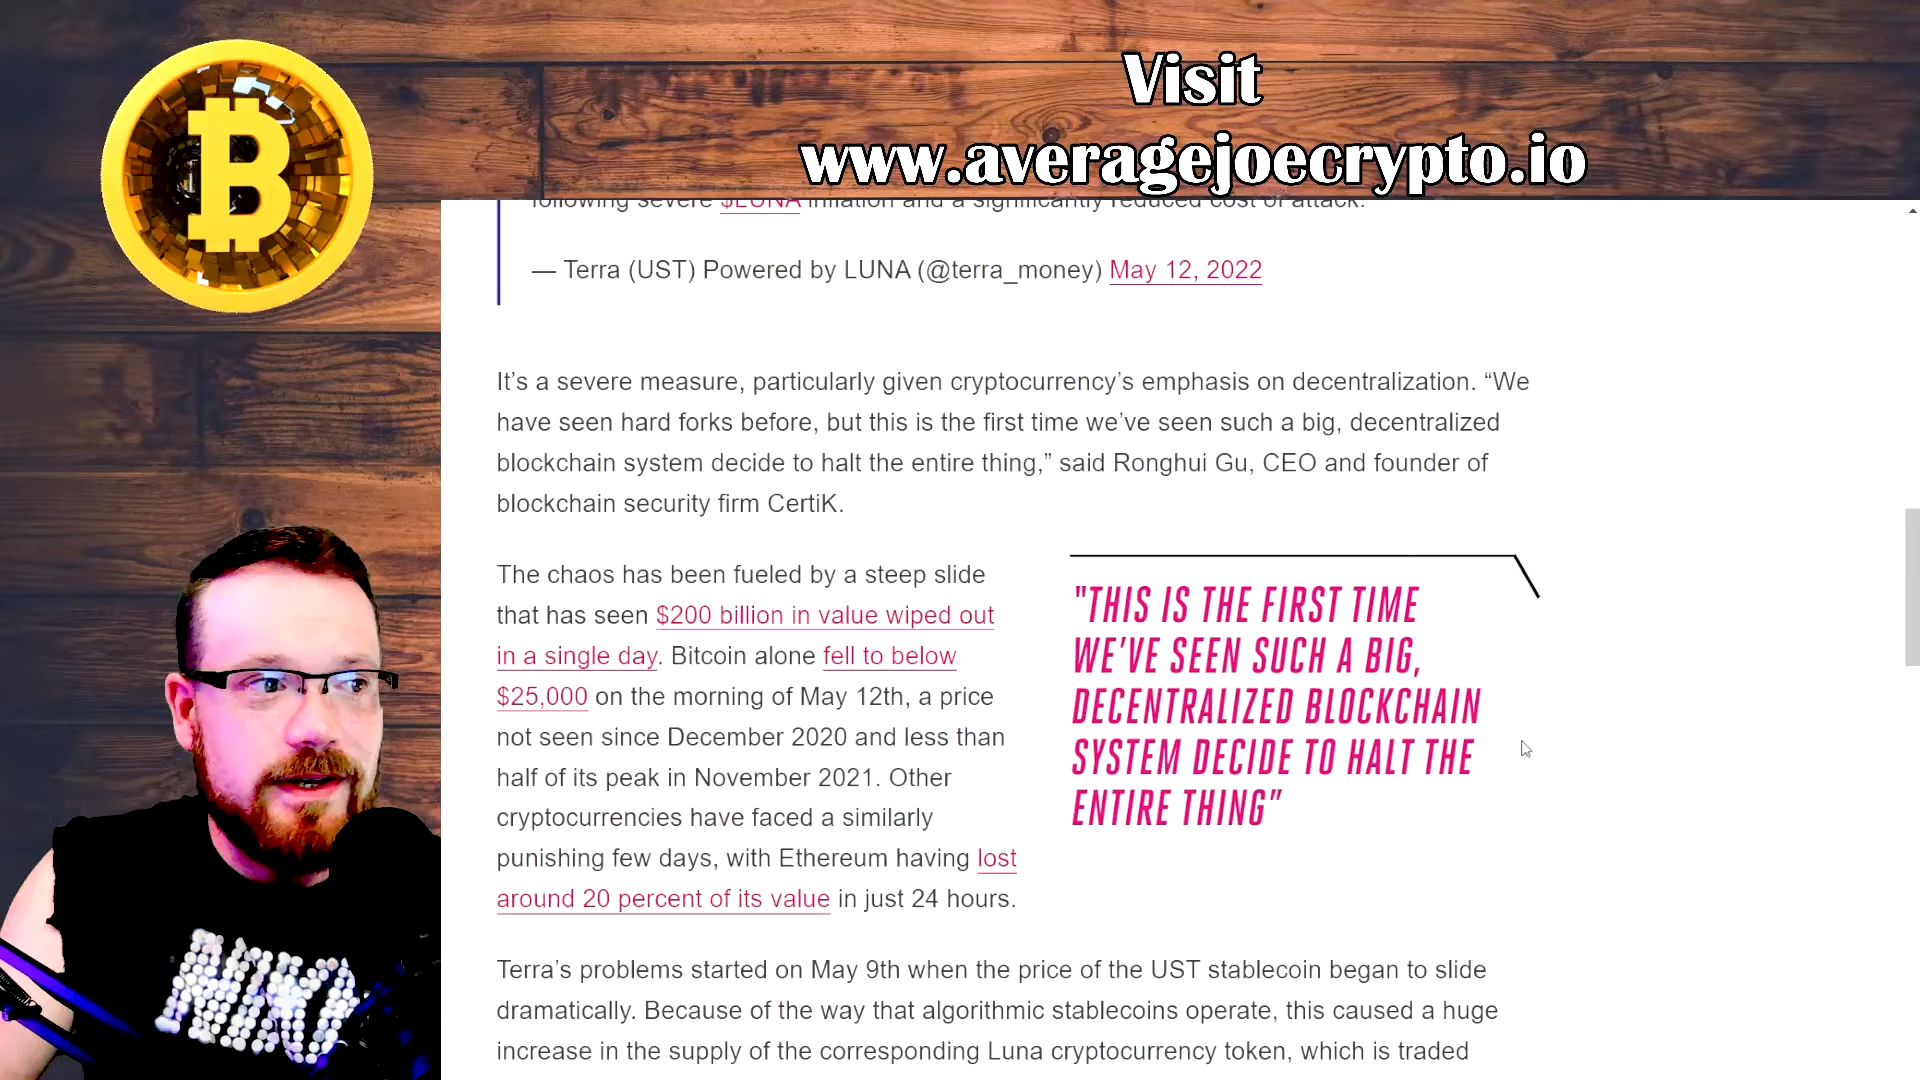 Visit
www.averagejoecrypto.io
following severe $LUNA inflation and a significantly reduced cost of attack.
— Terra (UST) Powered by LUNA (@terra_money) May 12, 2022
It’s a severe measure, particularly given cryptocurrency’s emphasis on decentralization. “We
have seen hard forks before, but this is the first time we’ve seen such a big, decentralized
blockchain system decide to halt the entire thing,” said Ronghui Gu, CEO and founder of
blockchain security firm CertiK.
The chaos has been fueled by a steep slide
that has seen $200 billion in value wiped out
in a single day. Bitcoin alone fell to below
$25,000 on the morning of May 12th, a price
not seen since December 2020 and less than
half of its peak in November 2021. Other
cryptocurrencies have faced a similarly
punishing few days, with Ethereum having lost
around 20 percent of its value in just 24 hours.
"THIS IS THE FIRST TIME
WE'VE SEEN SUCH A BIG,
DECENTRALIZED BLOCKCHAIN
SYSTEM DECIDE TO HALT THE
ENTIRE THING”
Terra’s problems started on May 9th when the price of the UST stablecoin began to slide
dramatically. Because of the way that algorithmic stablecoins operate, this caused a huge
increase in the supply of the corresponding Luna cryptocurrency token, which is traded